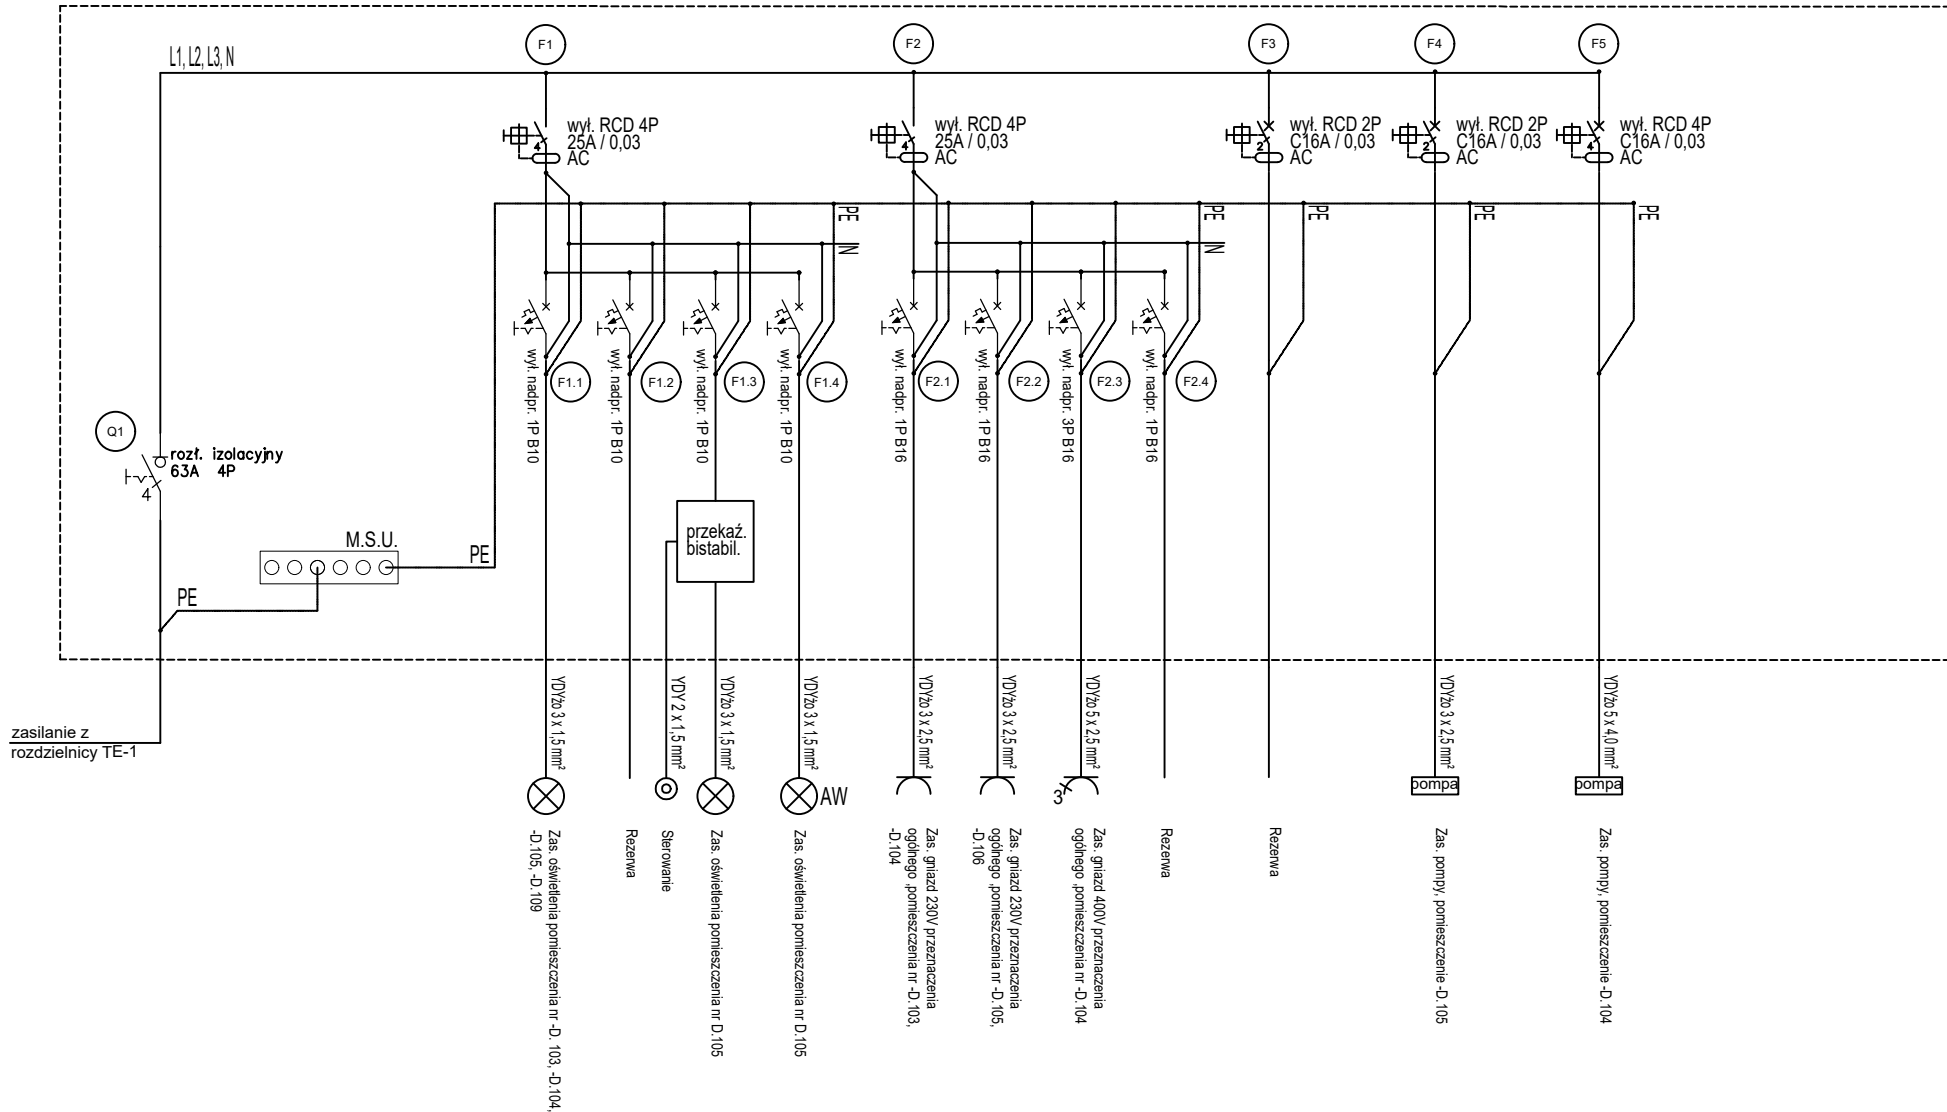 F1
F2
F3
F4
F5
L1, L2, L3, N
wył. RCD 4P
25A / 0,03
AC
4
wył. RCD 4P
25A / 0,03
AC
4
wył. RCD 2P
C16A / 0,03
AC
2
wył. RCD 2P
C16A / 0,03
AC
2
wył. RCD 4P
C16A / 0,03
AC
4
PE
N
PE
N
PE
PE
PE
wył. nadpr. 1P B10
F1.1
wył. nadpr. 1P B10
F1.2
wył. nadpr. 1P B10
F1.3
wył. nadpr. 1P B10
F1.4
wył. nadpr. 1P B16
F2.1
wył. nadpr. 1P B16
F2.2
wył. nadpr. 3P B16
F2.3
wył. nadpr. 1P B16
F2.4
Q1
rozł. izolacyjny
63A 4P
4
M.S.U.
PE
PE
przekaź.
bistabil.
zasilanie z
rozdzielnicy TE-1
YDYżo 3 x 1,5 mm²
YDY 2 x 1,5 mm²
YDYżo 3 x 1,5 mm²
YDYżo 3 x 1,5 mm²
YDYżo 3 x 2,5 mm²
YDYżo 3 x 2,5 mm²
YDYżo 5 x 2,5 mm²
YDYżo 3 x 2,5 mm²
YDYżo 5 x 4,0 mm²
AW
3
pompa
pompa
Zas. oświetlenia pomieszczenia nr -D. 103, -D.104,
-D.105, -D.109
Rezerwa
Sterowanie
Zas. oświetlenia pomieszczenia nr D.105
Zas. oświetlenia pomieszczenia nr D.105
Zas. gniazd 230V przeznaczenia
ogólnego ,pomieszczenia nr -D.103,
-D.104
Zas. gniazd 230V przeznaczenia
ogólnego ,pomieszczenia nr -D.105,
-D.106
Zas. gniazd 400V przeznaczenia
ogólnego ,pomieszczenia nr -D.104
Rezerwa
Rezerwa
Zas. pompy, pomieszczenie -D.105
Zas. pompy, pomieszczenie -D.104